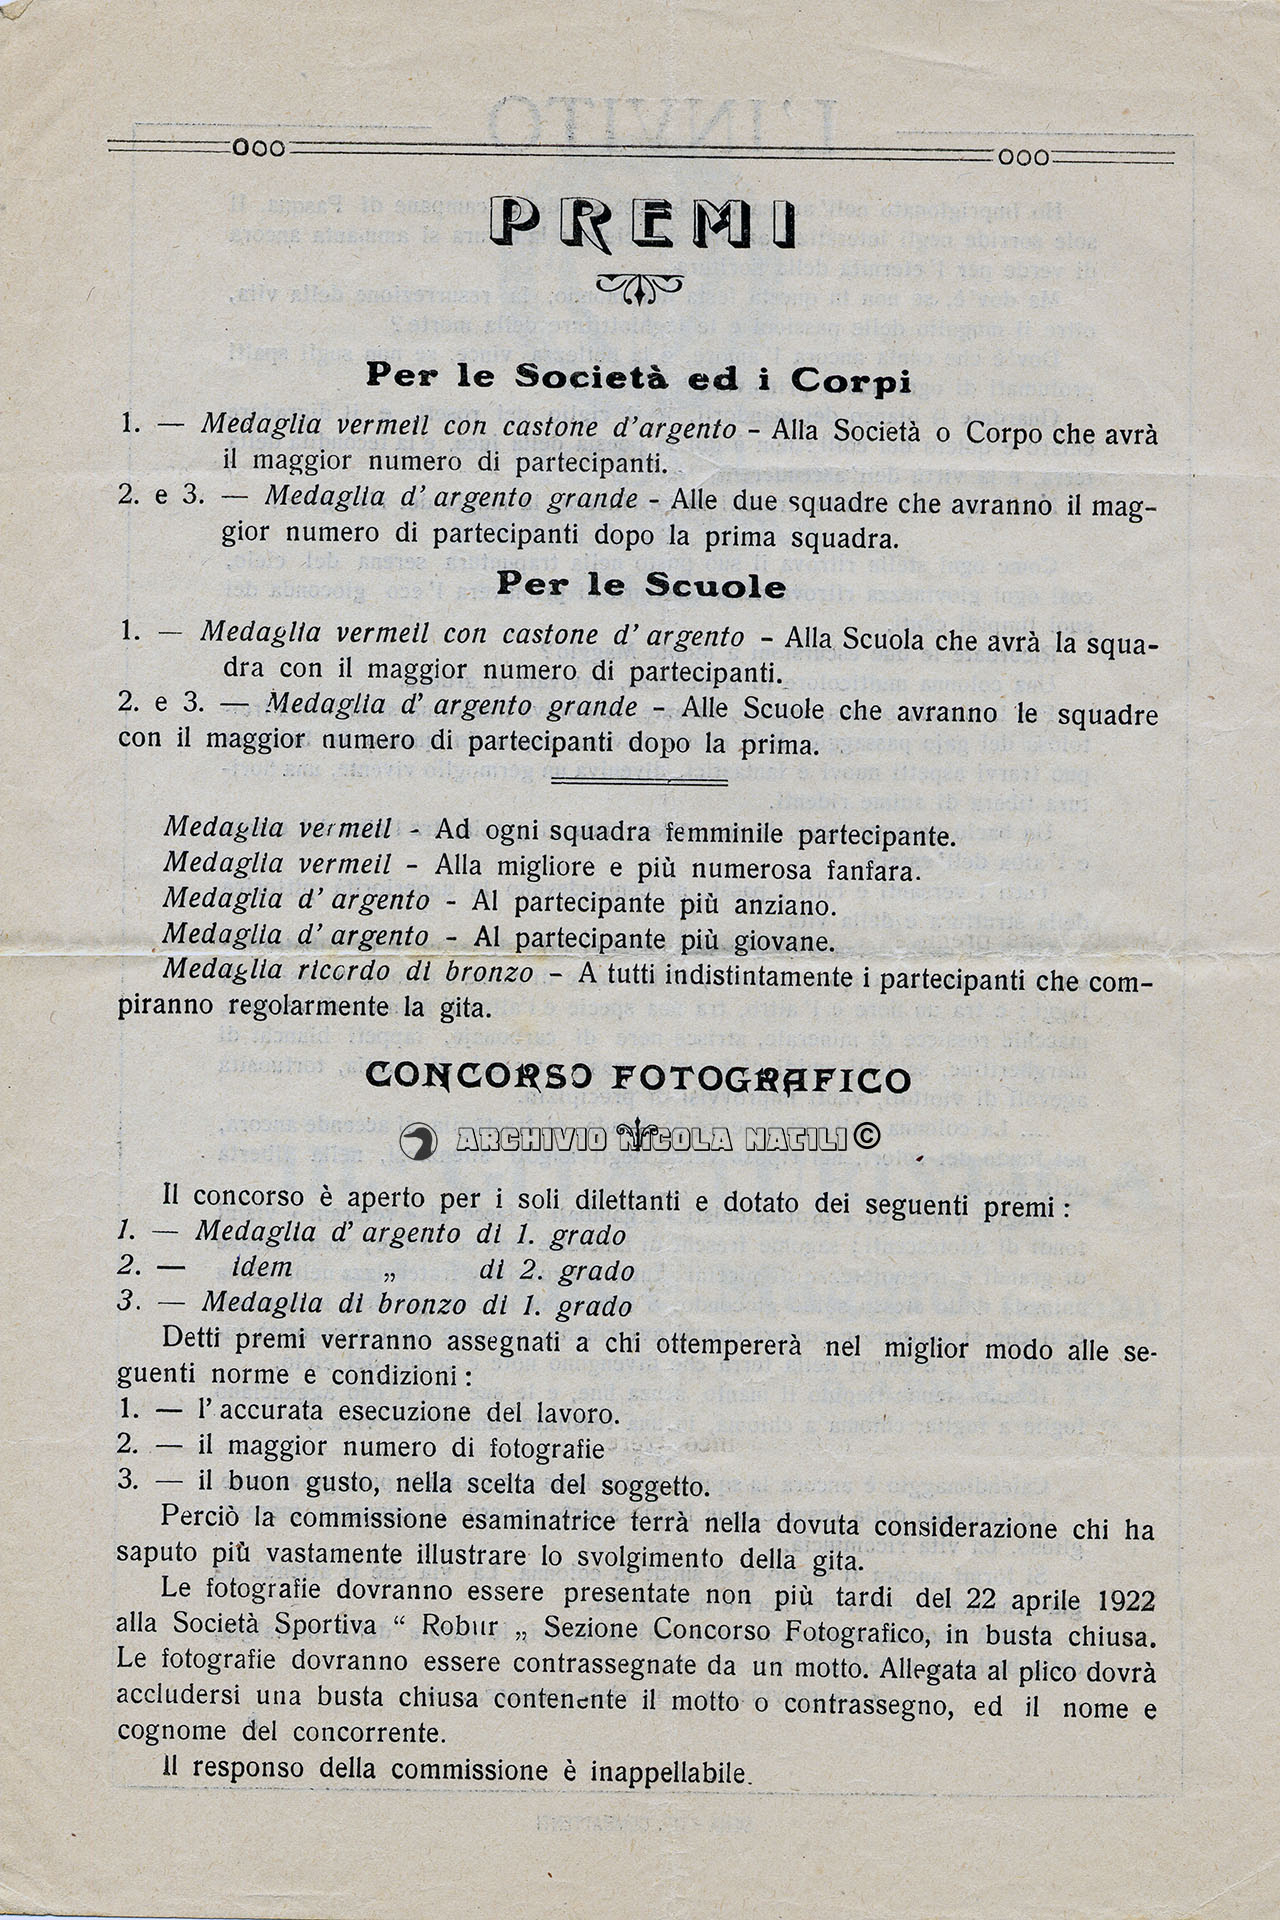 PREMI
Per le Società ed i Corpi
1. — Medaglia vermeil con castone d'argento - Alla Società o Corpo che avrà
il maggior numero di partecipanti.
2. e 3. — Medaglia d' argento grande - Alle due squadre che avranno il mag-
gior numero di partecipanti dopo la prima squadra.
Per le Scuole
1. — Medaglia vermeil con castone d' argento - Alla Scuola che avrà la squa-
dra con il maggior numero di partecipanti.
2. e 3. — Medaglia d' argento grande - Alle Scuole che avranno le squadre
con il maggior numero di partecipanti dopo la prima.
Medaglia vermeil - Ad ogni squadra femminile partecipante.
Medaglia vermeil - Alla migliore e più numerosa fanfara.
Medaglia d' argento - Al partecipante più anziano.
Medaglia d' argento - Al partecipante più giovane.
Medaglia ricordo di bronzo - A tutti indistintamente i partecipanti che com-
piranno regolarmente la gita.
CONCORSO FOTOGRAFICO
ARCHIVIO NICOLA NATILI ©
Il concorso è aperto per i soli dilettanti e dotato dei seguenti premi :
1. — Medaglia d' argento di 1. grado
2. — idem „ di 2. grado
3. — Medaglia di bronzo di 1. grado
Detti premi verranno assegnati a chi ottempererà nel miglior modo alle se-
guenti norme e condizioni :
1. — l' accurata esecuzione del lavoro.
2. — il maggior numero di fotografie
3. — il buon gusto, nella scelta del soggetto.
Perciò la commissione esaminatrice terrà nella dovuta considerazione chi ha
saputo più vastamente illustrare lo svolgimento della gita.
Le fotografie dovranno essere presentate non più tardi del 22 aprile 1922
alla Società Sportiva “ Robur „ Sezione Concorso Fotografico, in busta chiusa.
Le fotografie dovranno essere contrassegnate da un motto. Allegata al plico dovrà
accludersi una busta chiusa contenente il motto o contrassegno, ed il nome e
cognome del concorrente.
Il responso della commissione è inappellabile.